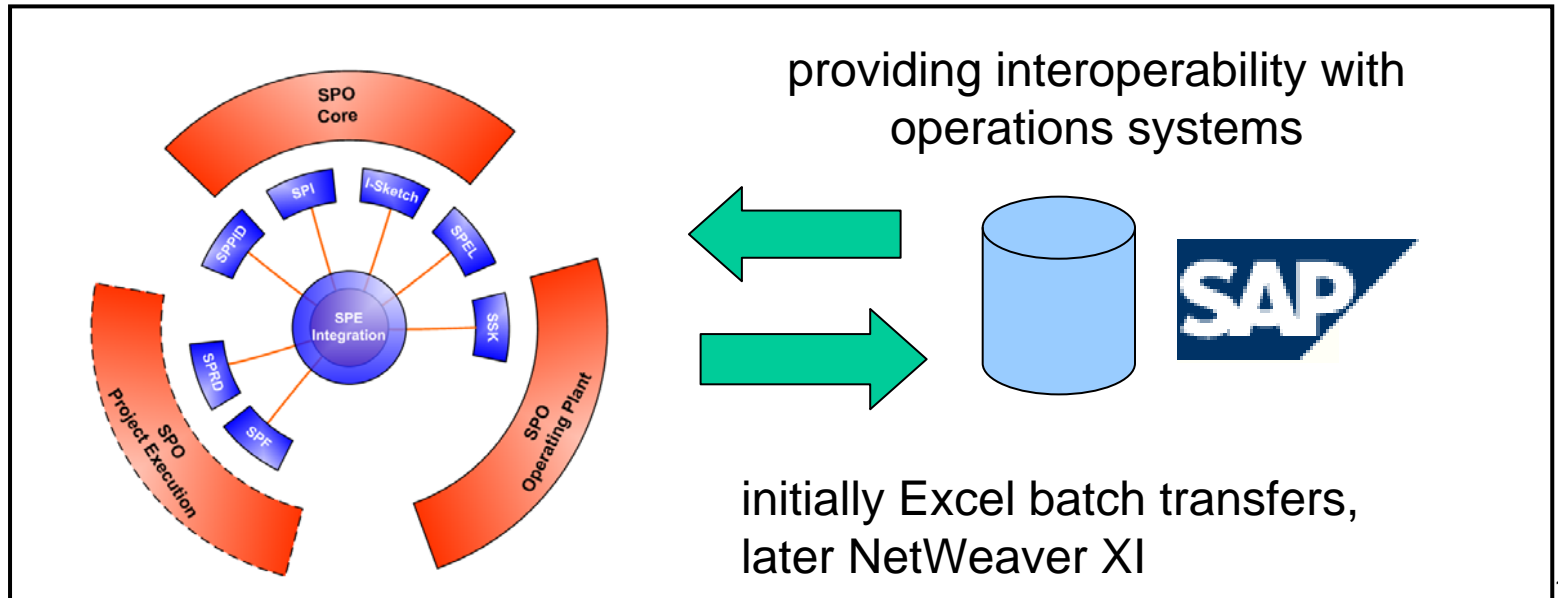 SPO
Core
SPI
I-Sketch
SPPID
SPEL
SPE
Integration
SSK
SPRD
SPF
SPO
Project Execution
SPO
Operating Plant
providing interoperability with
operations systems
SAP
initially Excel batch transfers,
later NetWeaver XI